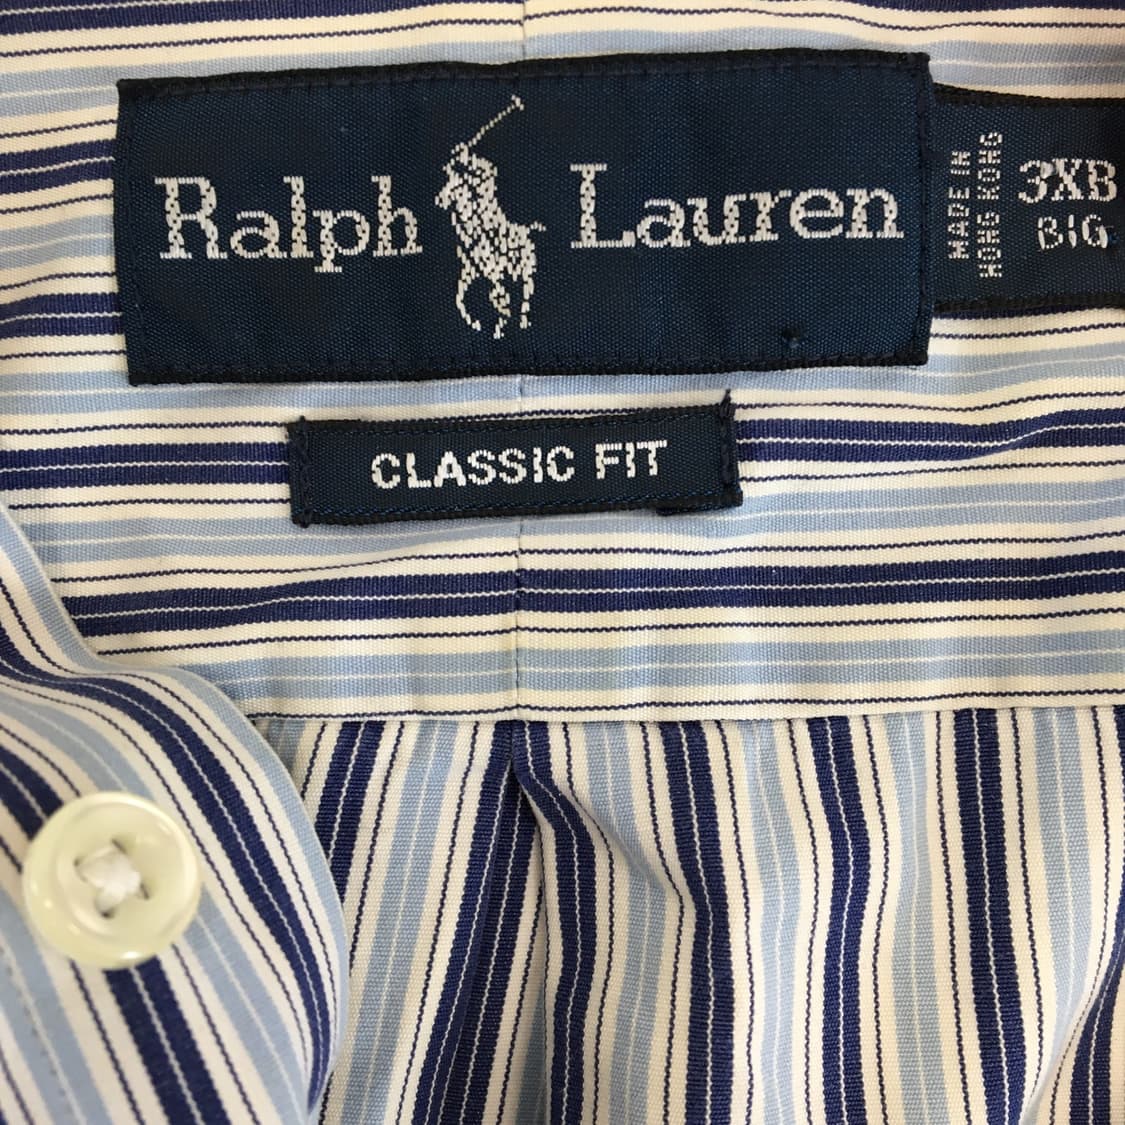 Ralph Lauren
MADE IN
HONG KONG
3XB
BIG
CLASSIC FIT